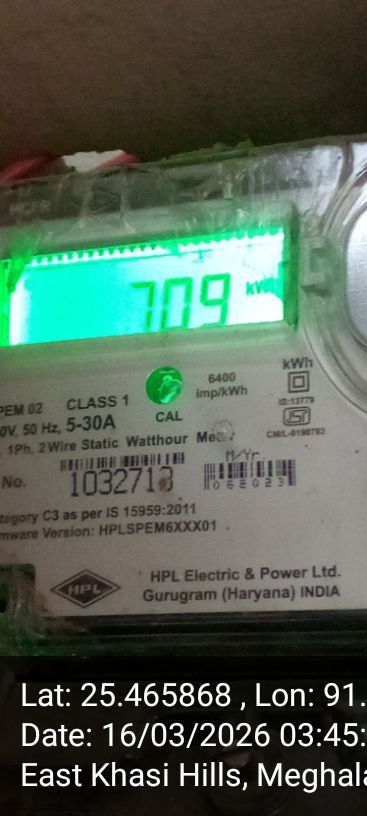 709 kWh
PEM 02 CLASS 1
0V, 50 Hz, 5-30A
CAL
6400
imp/kWh
kWh
IS:13779
CM/L-0190763
1Ph. 2 Wire Static Watthour
M/Yr.
No. 1032713
062023
tegory C3 as per IS 15959:2011
mware Version: HPLSPEM6XXX01
HPL
HPL Electric & Power Ltd.
Gurugram (Haryana) INDIA
Lat: 25.465868 , Lon: 91.
Date: 16/03/2026 03:45:
East Khasi Hills, Meghala